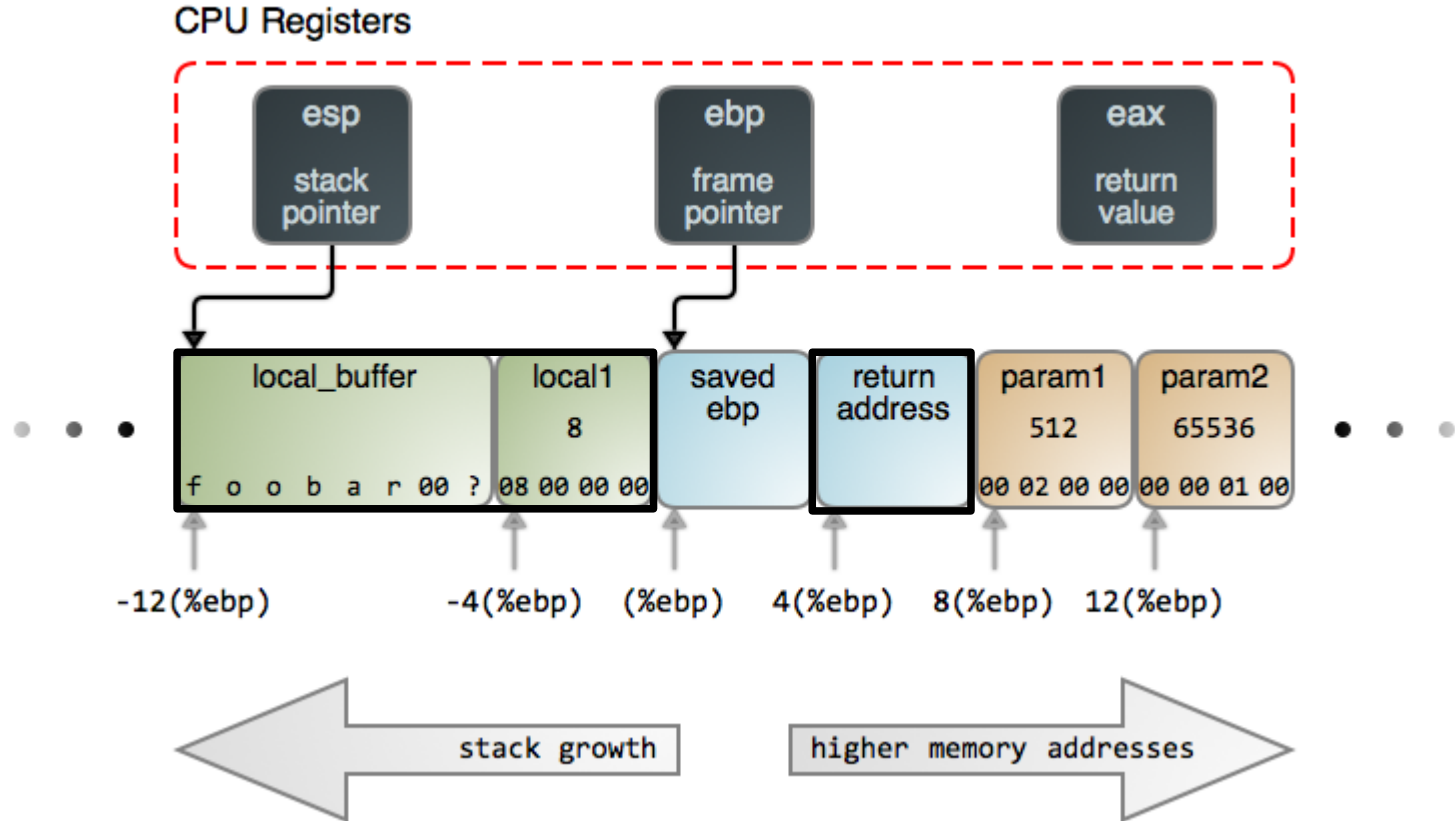 CPU Registers
esp
stack
pointer
ebp
frame
pointer
eax
return
value
local_buffer
f o o b a r 00 ?
local1
8
08 00 00 00
saved
ebp
return
address
param1
512
00 02 00 00
param2
65536
00 00 01 00
-12(%ebp)
-4(%ebp)
(%ebp)
4(%ebp)
8(%ebp)
12(%ebp)
stack growth
higher memory addresses